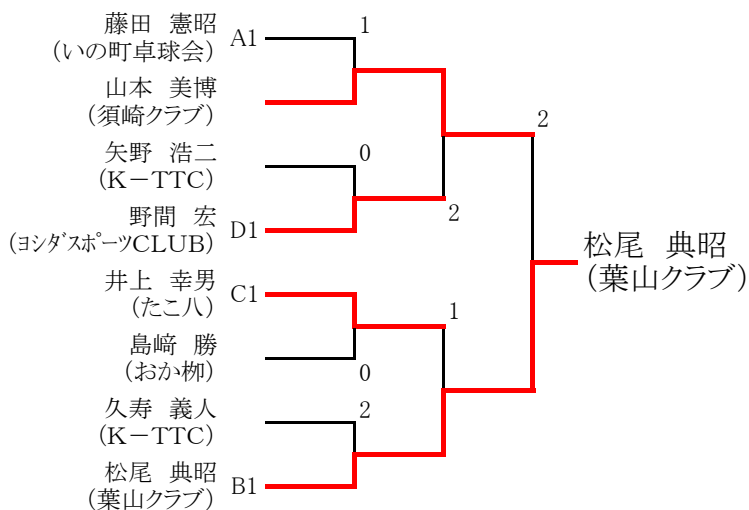 藤田 憲昭
(いの町卓球会)
A1
1
山本 美博
(須崎クラブ)
矢野 浩二
(K-TTC)
0
野間 宏
(ヨシダスポーツCLUB)
D1
2
2
井上 幸男
(たこ八)
C1
1
島﨑 勝
(おか栁)
0
久寿 義人
(K-TTC)
2
松尾 典昭
(葉山クラブ)
B1
松尾 典昭
(葉山クラブ)